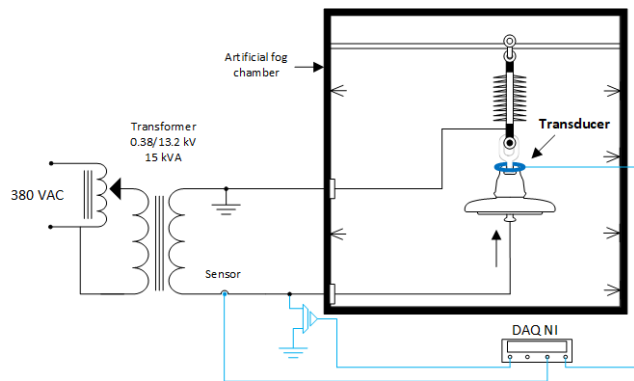 Artificial fog
chamber
Transducer
Transformer
0.38/13.2 kV
15 kVA
380 VAC
Sensor
DAQ NI